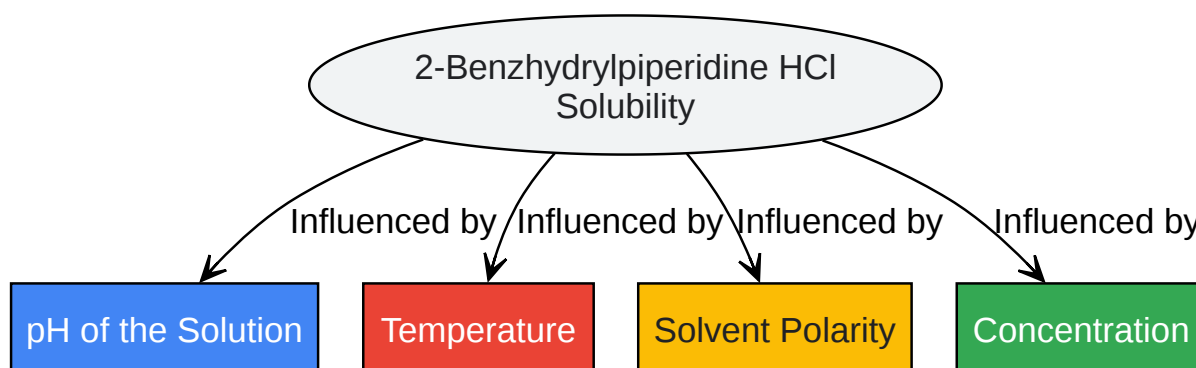 2-Benzhydrylpiperidine HCl
Solubility
Influenced by Influenced by Influenced by Influenced by
pH of the Solution Temperature Solvent Polarity Concentration